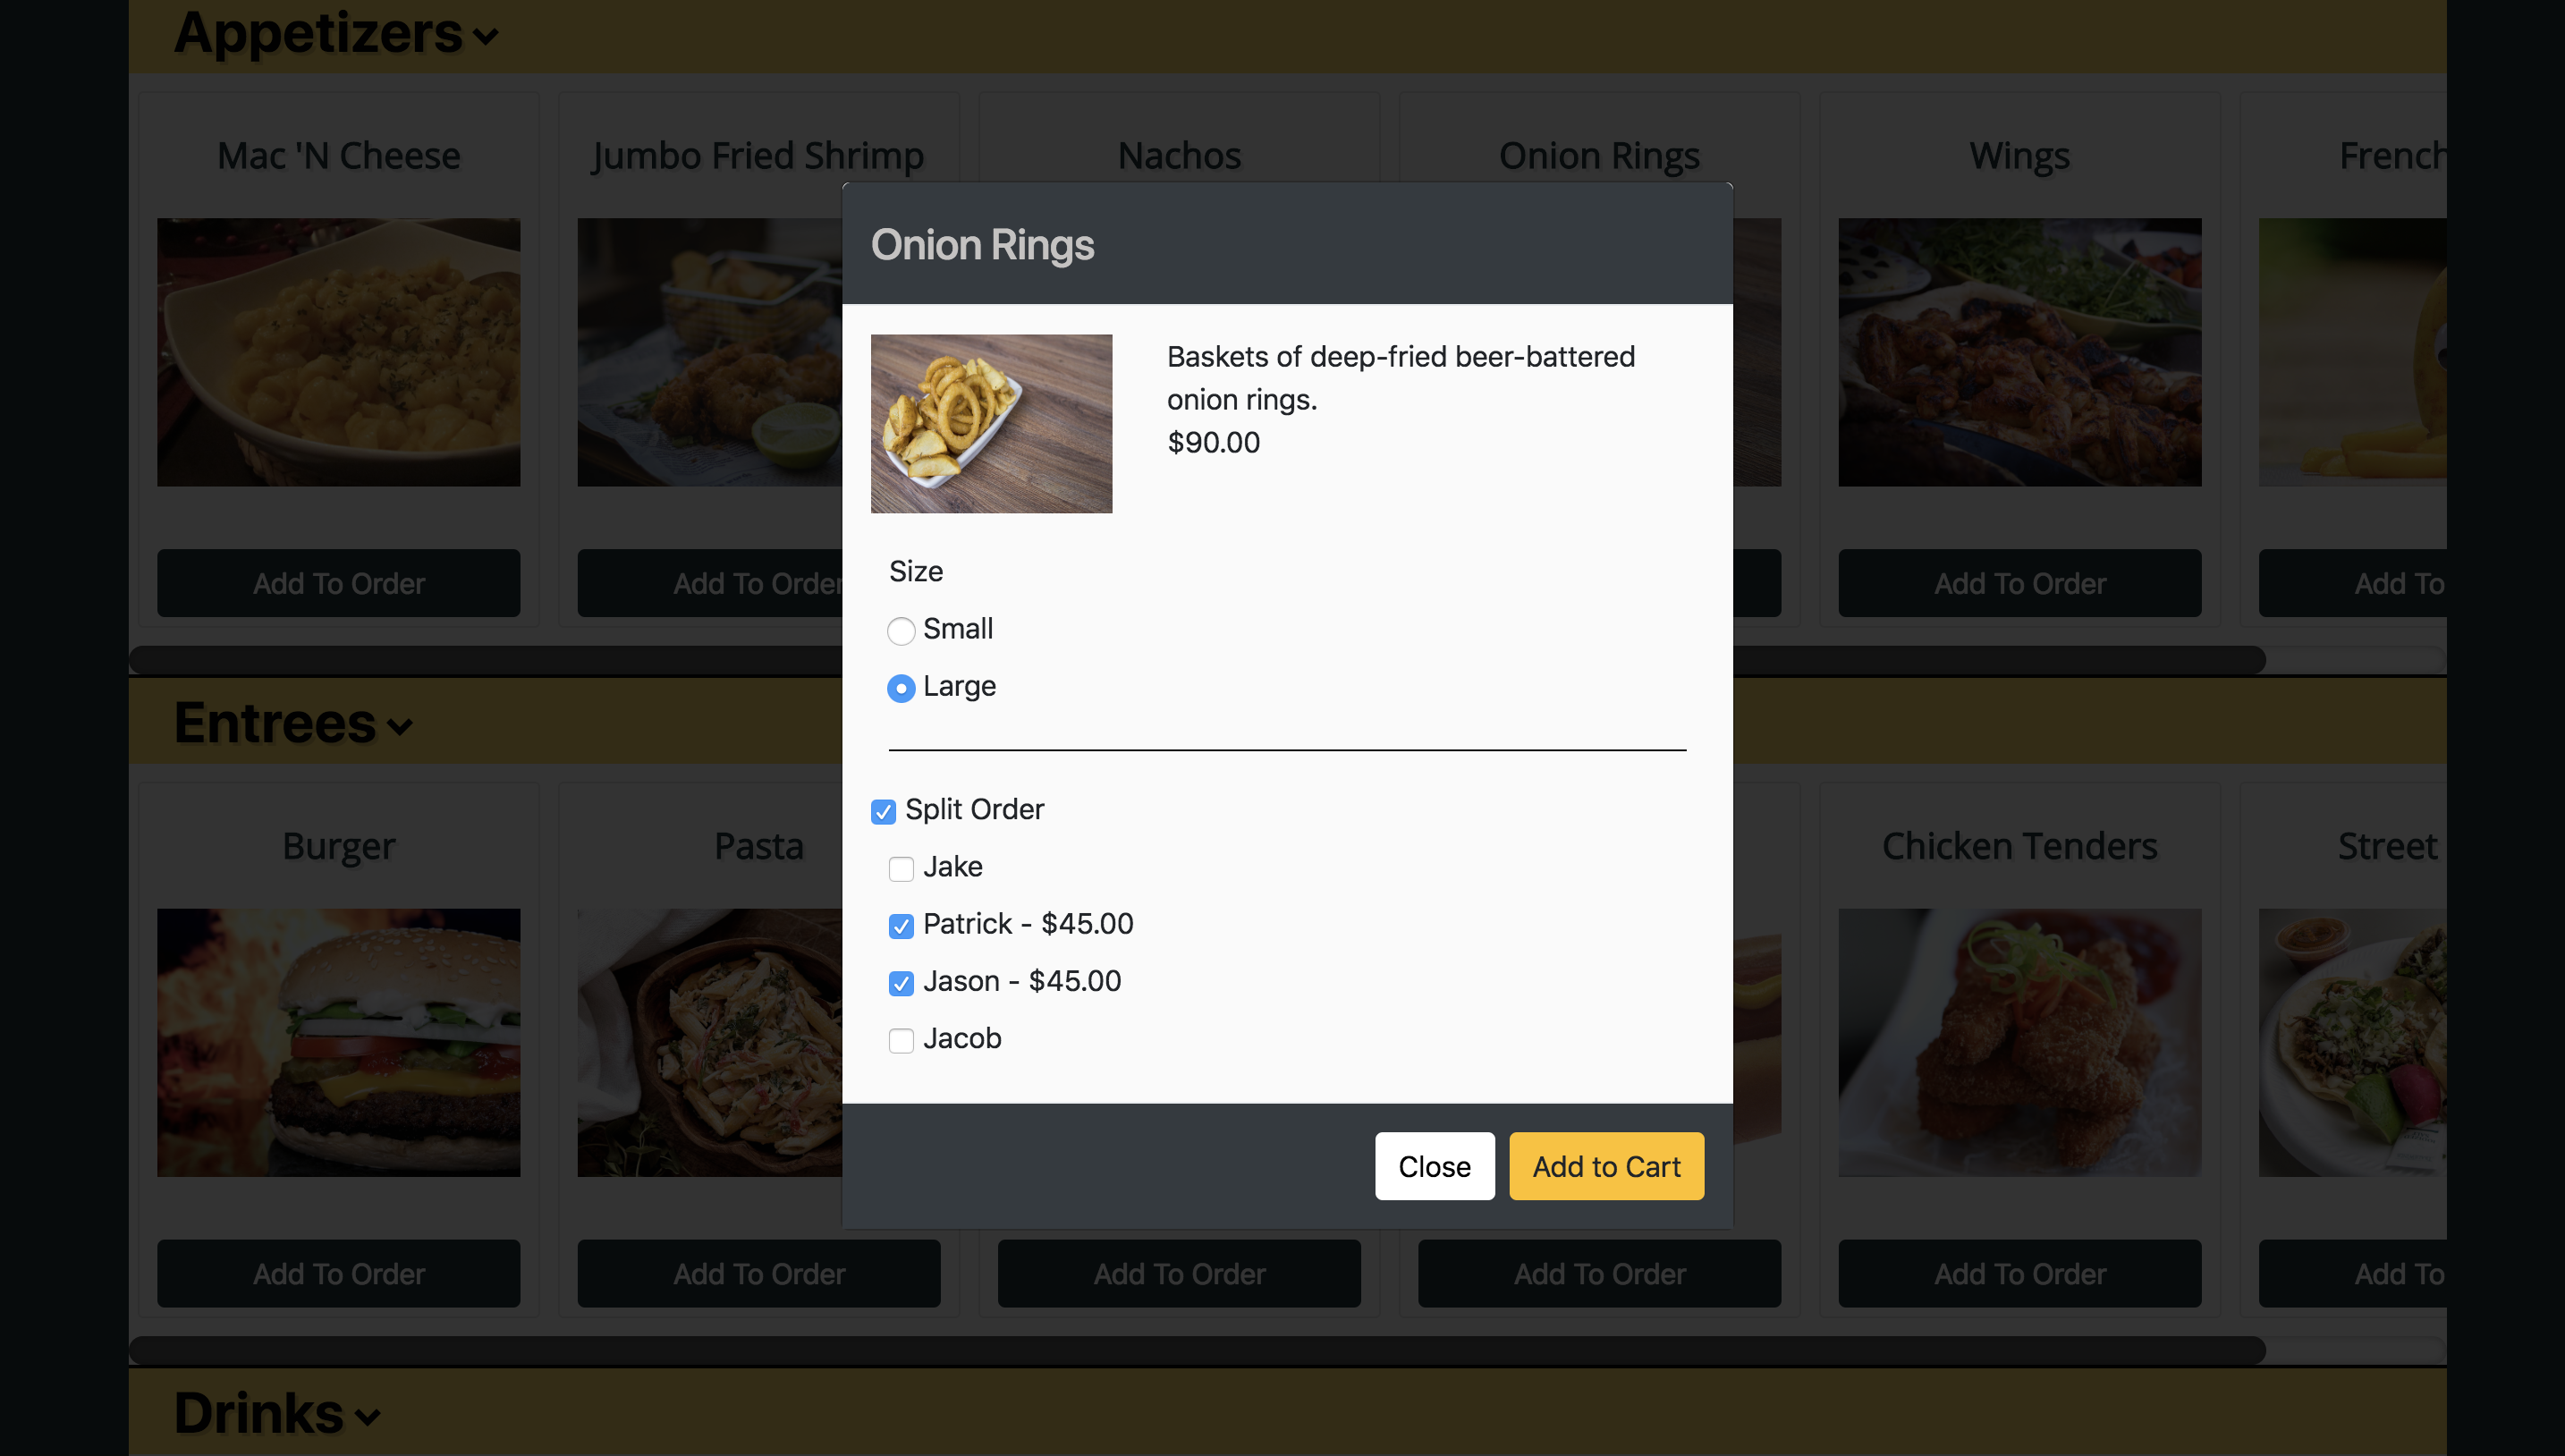 Appetizers
Mac 'N Cheese
Jumbo Fried Shrimp
Nachos
Onion Rings
Wings
French
Add To Order
Add To Order
Add To Order
Add To
Onion Rings
Baskets of deep-fried beer-battered
onion rings.
$90.00
Size
Small
Large
Split Order
Jake
Patrick - $45.00
Jason - $45.00
Jacob
Close
Add to Cart
Entrees
Burger
Pasta
Chicken Tenders
Street
Add To Order
Add To Order
Add To Order
Add To Order
Add To Order
Add To
Drinks